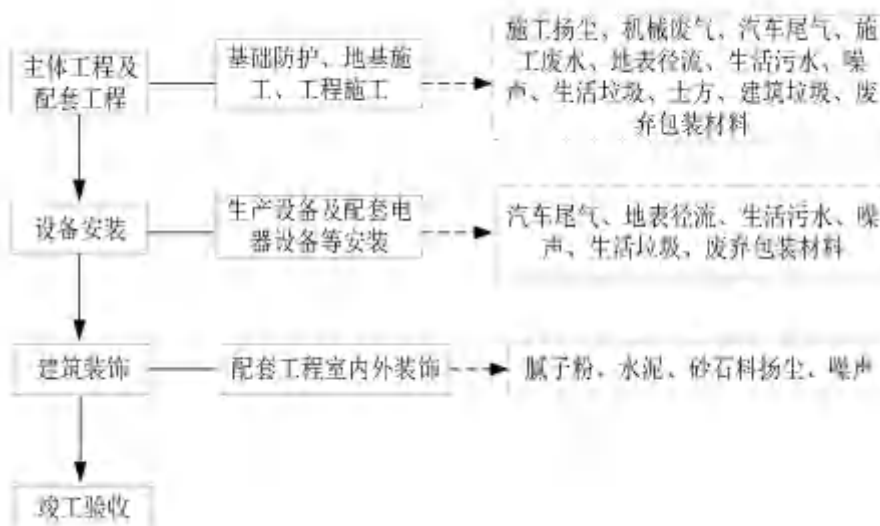 主体工程及
配套工程
基础防护、地基施
工、工程施工
施工扬尘，机械废气、汽车尾气、施
工废水、地表径流、生活污水、噪
声、生活垃圾、土方、建筑垃圾、废
弃包装材料
设备安装
生产设备及配套电
器设备等安装
汽车尾气、地表径流、生活污水、噪
声、生活垃圾、废弃包装材料
建筑装饰
配套工程室内外装饰
腻子粉、水泥、砂石料扬尘、噪声
竣工验收